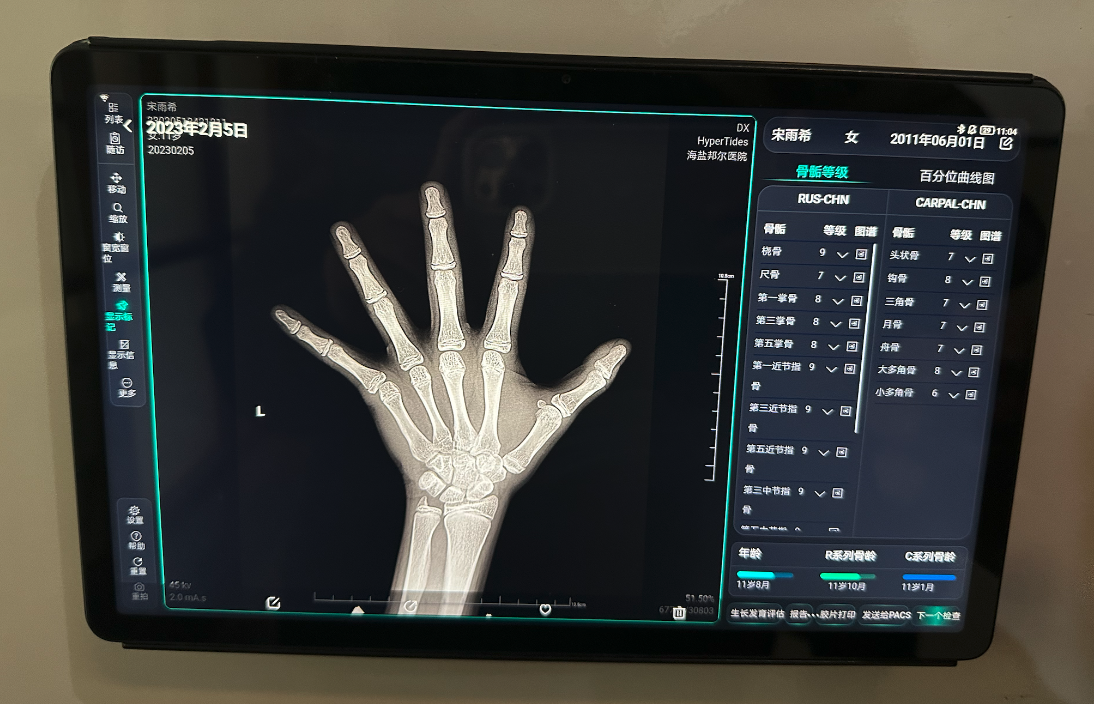 列表
随访
移动
缩放
窗宽窗
位
测量
显示标
记
显示信
息
更多
设置
帮助
重置
重拍
宋雨希
2023年2月5日
女:11岁
20230205
DX
HyperTides
海盐邦尔医院
L
45 kv
2.0 mA.s
51.50%
11:04
宋雨希 女 2011年06月01日
骨骺等级 百分位曲线图
RUS-CHN CARPAL-CHN
骨骺 等级 图谱 骨骺 等级 图谱
桡骨 9 头状骨 7
尺骨 7 钩骨 8
第一掌骨 8 三角骨 7
第三掌骨 8 月骨 7
第五掌骨 8 舟骨 7
第一近节指 9 大多角骨 8
骨 小多角骨 6
第三近节指 9
骨
第五近节指 9
骨
第三中节指 9
骨
年龄 R系列骨龄 C系列骨龄
11岁8月 11岁10月 11岁1月
生长发育评估 报告 胶片打印 发送给PACS 下一个检查